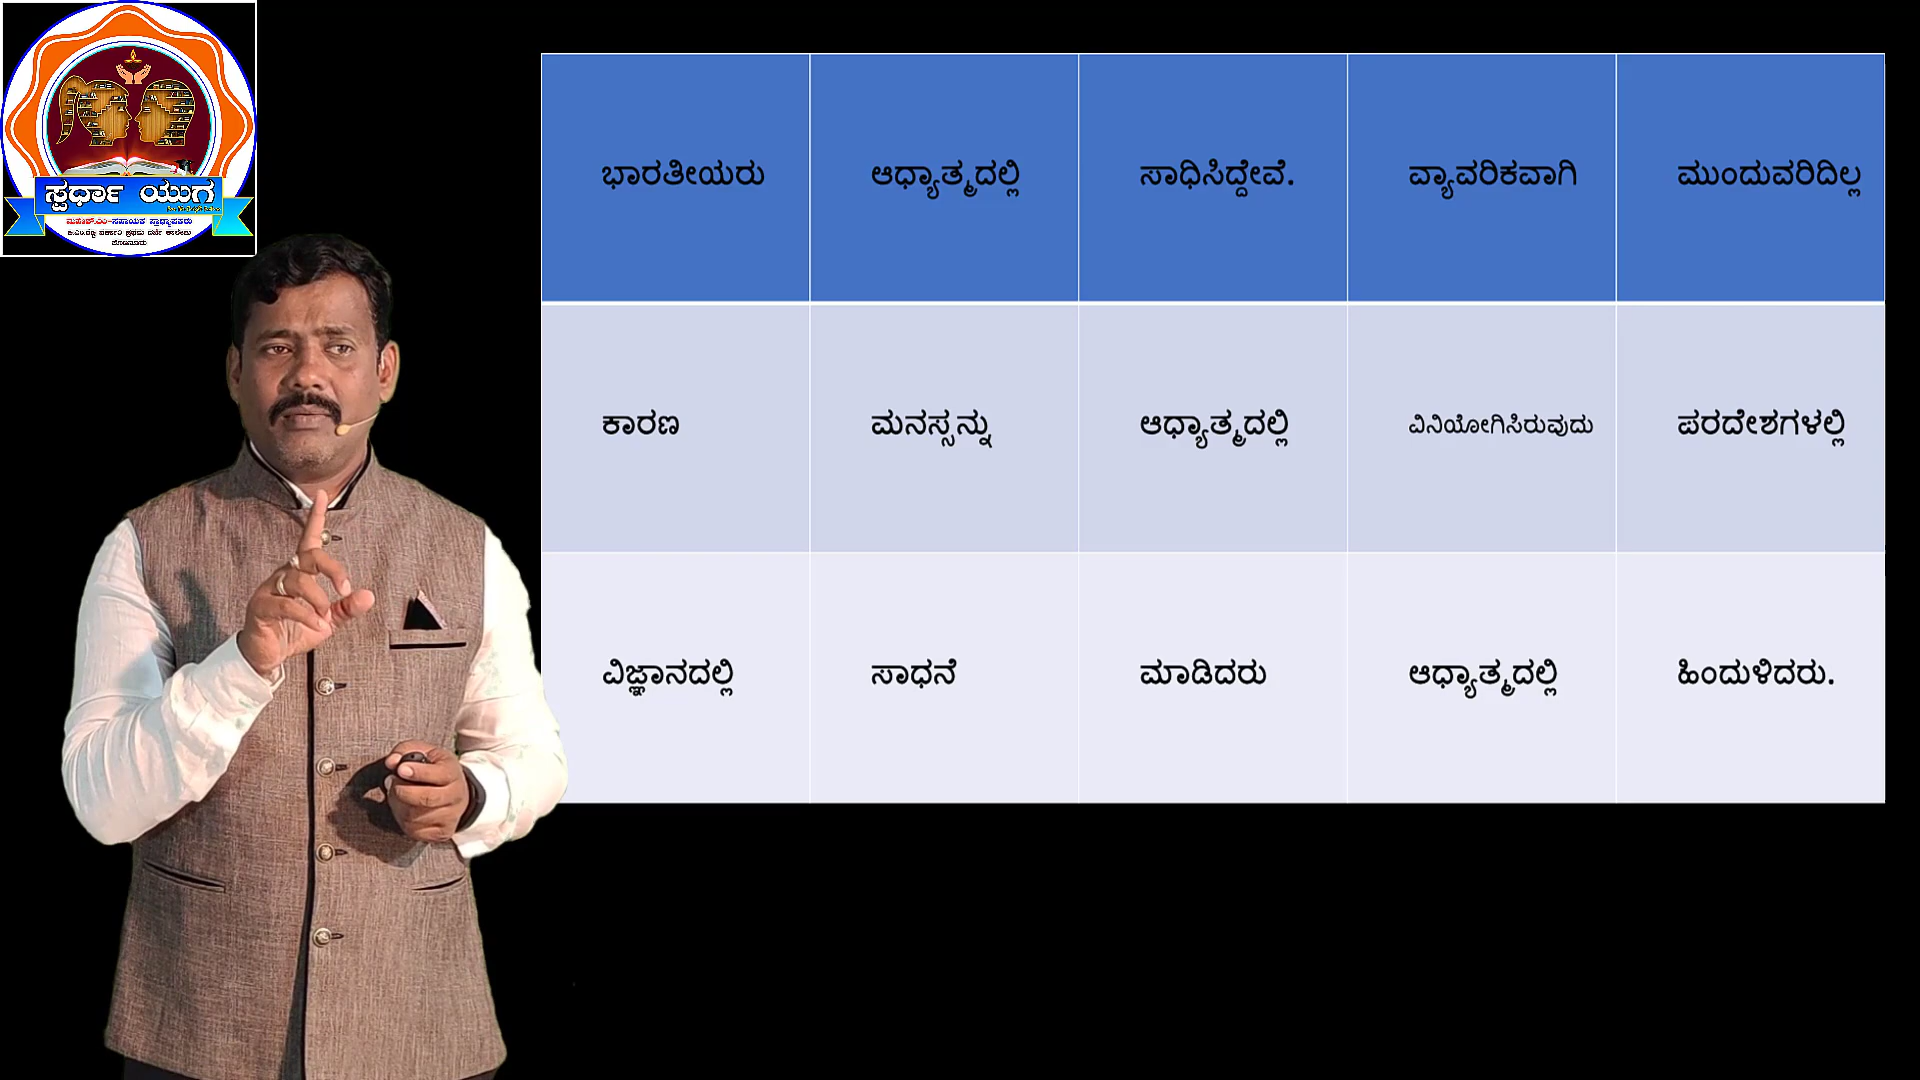 ಸ್ಪರ್ಧಾ ಯುಗ
ಭಾರತೀಯರು ಆಧ್ಯಾತ್ಮದಲ್ಲಿ ಸಾಧಿಸಿದ್ದೇವೆ. ವ್ಯಾವರಿಕವಾಗಿ ಮುಂದುವರಿದಿಲ್ಲ
ಕಾರಣ ಮನಸ್ಸನ್ನು ಆಧ್ಯಾತ್ಮದಲ್ಲಿ ವಿನಿಯೋಗಿಸಿರುವುದು ಪರದೇಶಗಳಲ್ಲಿ
ವಿಜ್ಞಾನದಲ್ಲಿ ಸಾಧನೆ ಮಾಡಿದರು ಆಧ್ಯಾತ್ಮದಲ್ಲಿ ಹಿಂದುಳಿದರು.